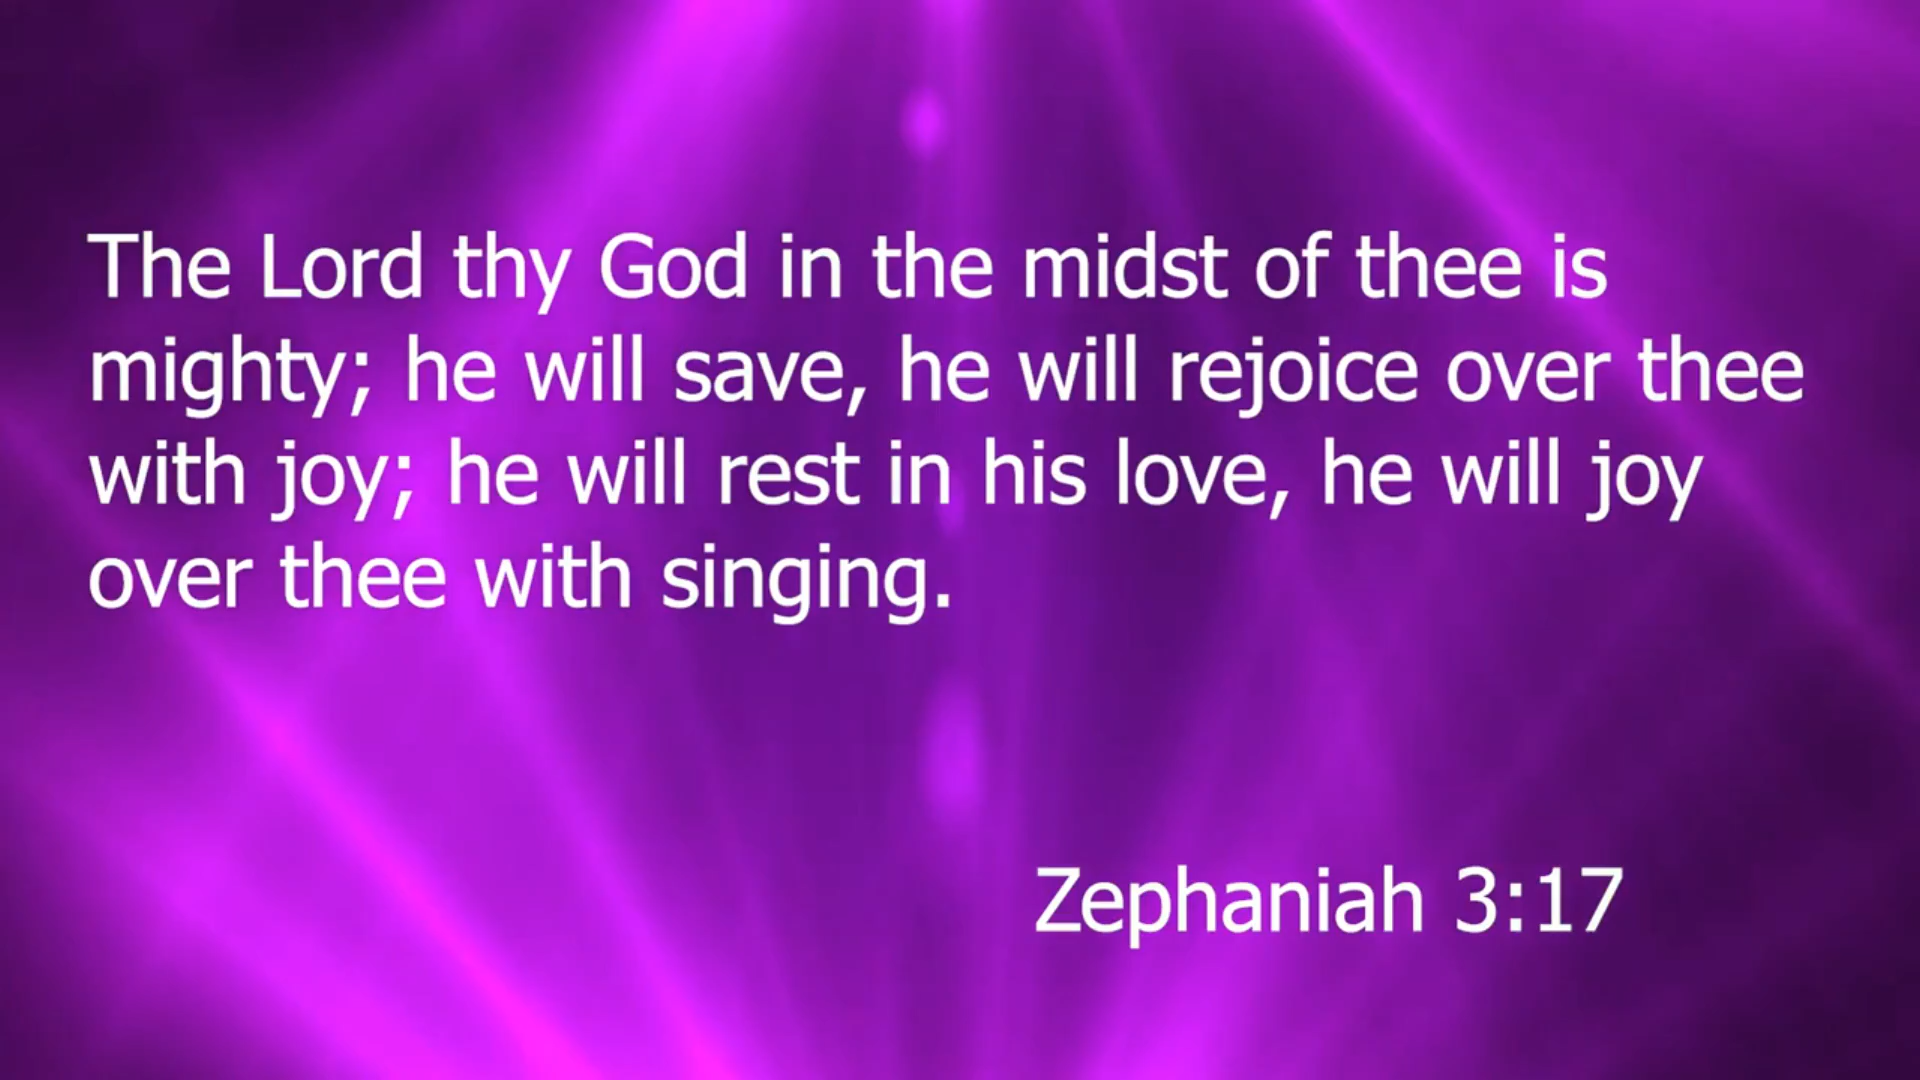 The Lord thy God in the midst of thee is
mighty; he will save, he will rejoice over thee
with joy; he will rest in his love, he will joy
over thee with singing.
Zephaniah 3:17